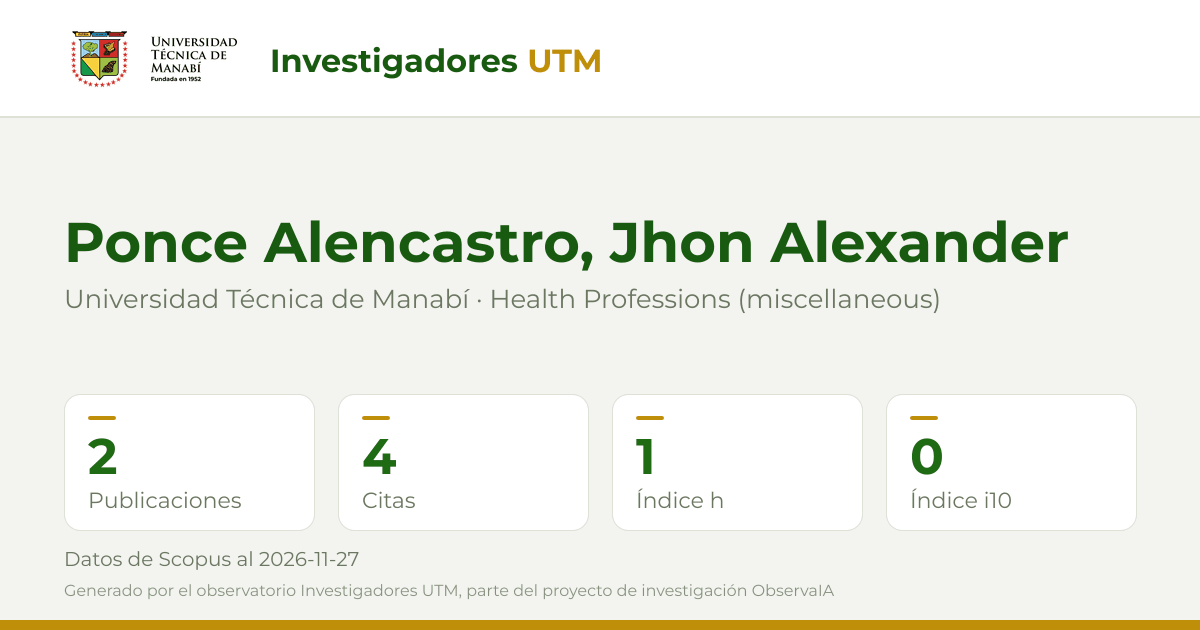 UNIVERSIDAD
TÉCNICA DE
MANABÍ
Fundada en 1952
Investigadores UTM
Ponce Alencastro, Jhon Alexander
Universidad Técnica de Manabí · Health Professions (miscellaneous)
2
Publicaciones
4
Citas
1
Índice h
0
Índice i10
Datos de Scopus al 2026-11-27
Generado por el observatorio Investigadores UTM, parte del proyecto de investigación ObservaIA